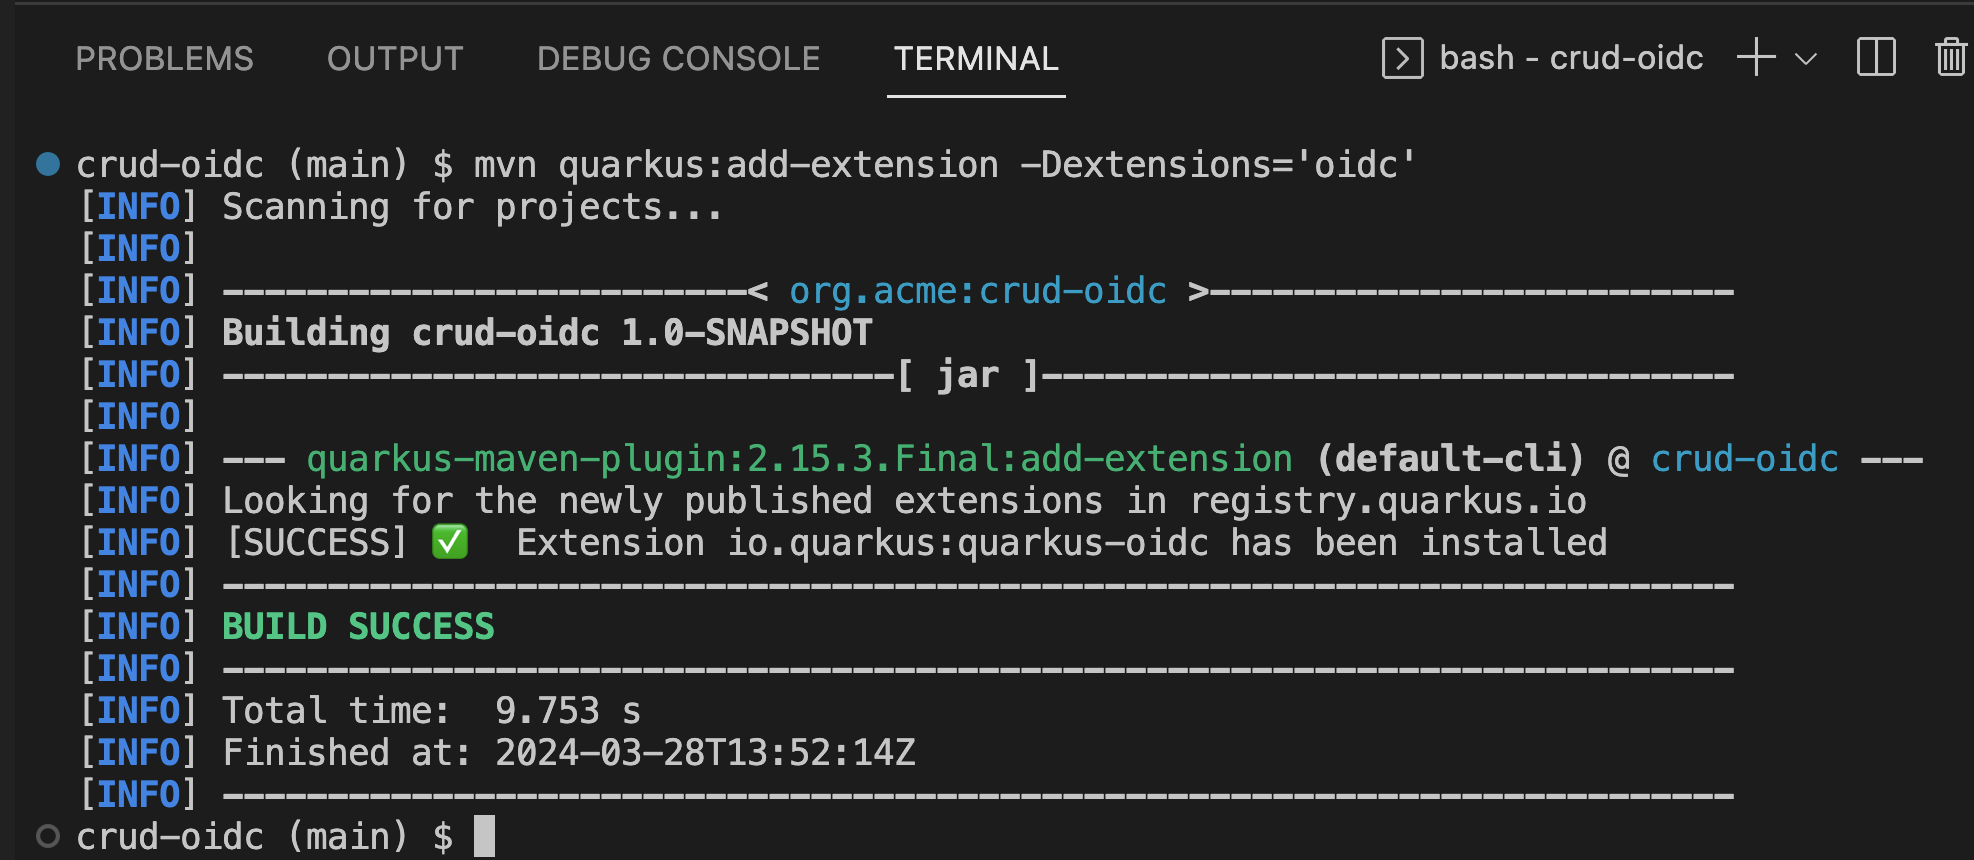 PROBLEMS OUTPUT DEBUG CONSOLE TERMINAL bash - crud-oidc
crud-oidc (main) $ mvn quarkus:add-extension -Dextensions='oidc'
[INFO] Scanning for projects...
[INFO]
[INFO] -------------------------< org.acme:crud-oidc >-------------------------
[INFO] Building crud-oidc 1.0-SNAPSHOT
[INFO] --------------------------------[ jar ]---------------------------------
[INFO]
[INFO] --- quarkus-maven-plugin:2.15.3.Final:add-extension (default-cli) @ crud-oidc ---
[INFO] Looking for the newly published extensions in registry.quarkus.io
[INFO] [SUCCESS] ✅ Extension io.quarkus:quarkus-oidc has been installed
[INFO] ------------------------------------------------------------------------
[INFO] BUILD SUCCESS
[INFO] ------------------------------------------------------------------------
[INFO] Total time:  9.753 s
[INFO] Finished at: 2024-03-28T13:52:14Z
[INFO] ------------------------------------------------------------------------
crud-oidc (main) $